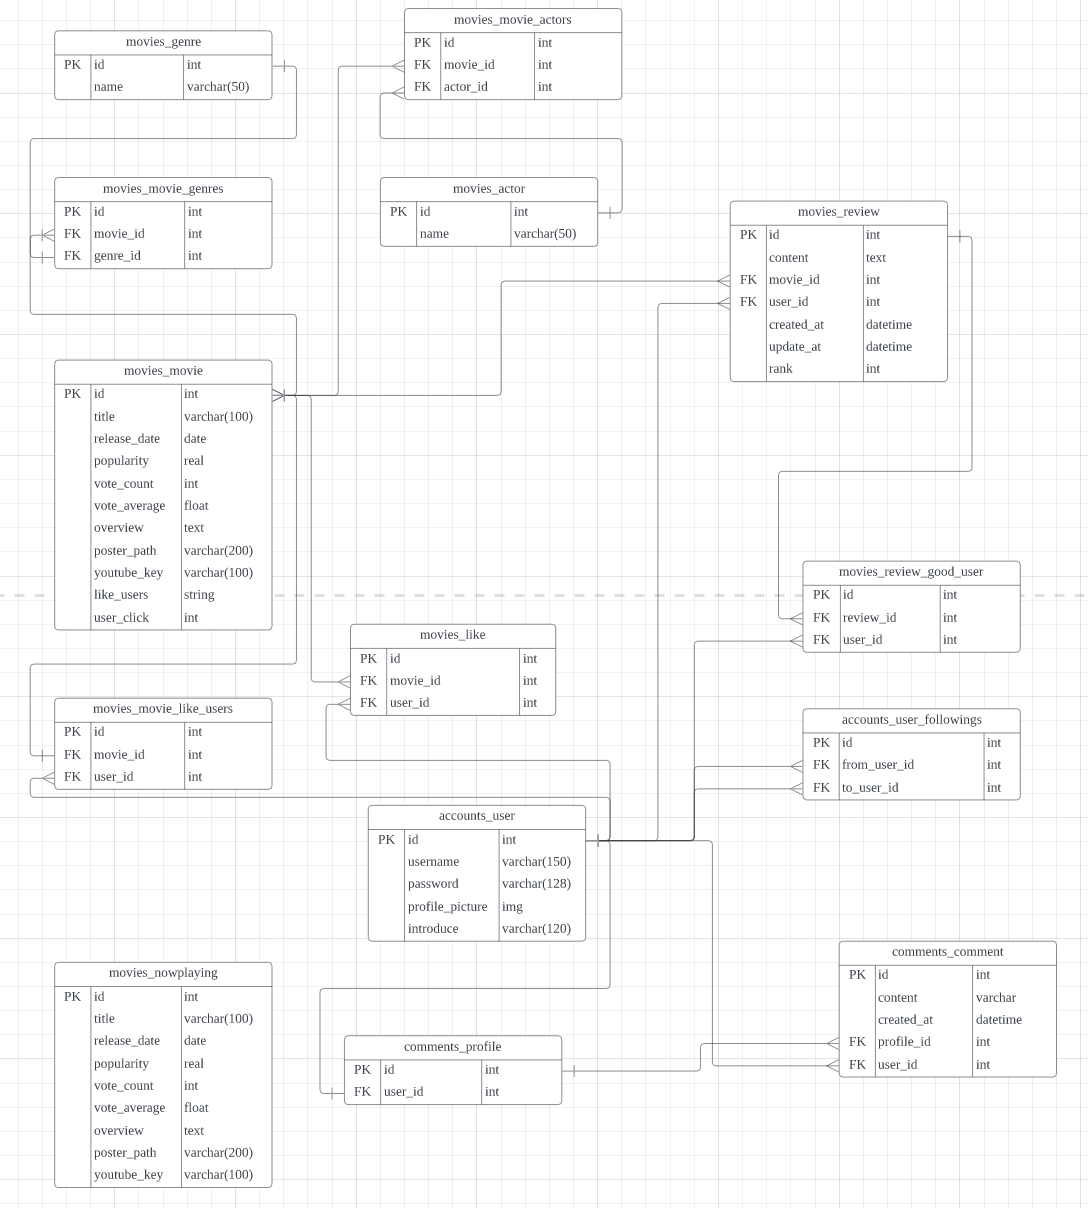 movies_genre
PK id int
name varchar(50)
movies_movie_actors
PK id int
FK movie_id int
FK actor_id int
movies_movie_genres
PK id int
FK movie_id int
FK genre_id int
movies_actor
PK id int
name varchar(50)
movies_review
PK id int
content text
FK movie_id int
FK user_id int
created_at datetime
update_at datetime
rank int
movies_movie
PK id int
title varchar(100)
release_date date
popularity real
vote_count int
vote_average float
overview text
poster_path varchar(200)
youtube_key varchar(100)
like_users string
user_click int
movies_review_good_user
PK id int
FK review_id int
FK user_id int
movies_like
PK id int
FK movie_id int
FK user_id int
movies_movie_like_users
PK id int
FK movie_id int
FK user_id int
accounts_user_followings
PK id int
FK from_user_id int
FK to_user_id int
accounts_user
PK id int
username varchar(150)
password varchar(128)
profile_picture img
introduce varchar(120)
comments_comment
PK id int
content varchar
created_at datetime
FK profile_id int
FK user_id int
movies_nowplaying
PK id int
title varchar(100)
release_date date
popularity real
vote_count int
vote_average float
overview text
poster_path varchar(200)
youtube_key varchar(100)
comments_profile
PK id int
FK user_id int